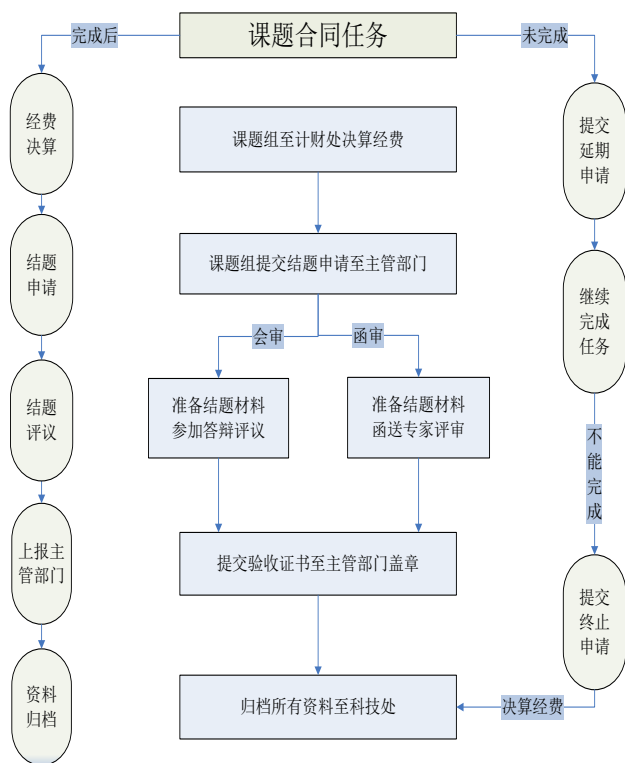 完成后
课题合同任务
未完成
经费
决算
课题组至计财处决算经费
提交
延期
申请
结题
申请
课题组提交结题申请至主管部门
继续
完成
任务
会审
函审
结题
评议
准备结题材料
参加答辩评议
准备结题材料
函送专家评审
不
能
完
成
上报主
管部门
提交验收证书至主管部门盖章
提交
终止
申请
资料
归档
归档所有资料至科技处
决算经费